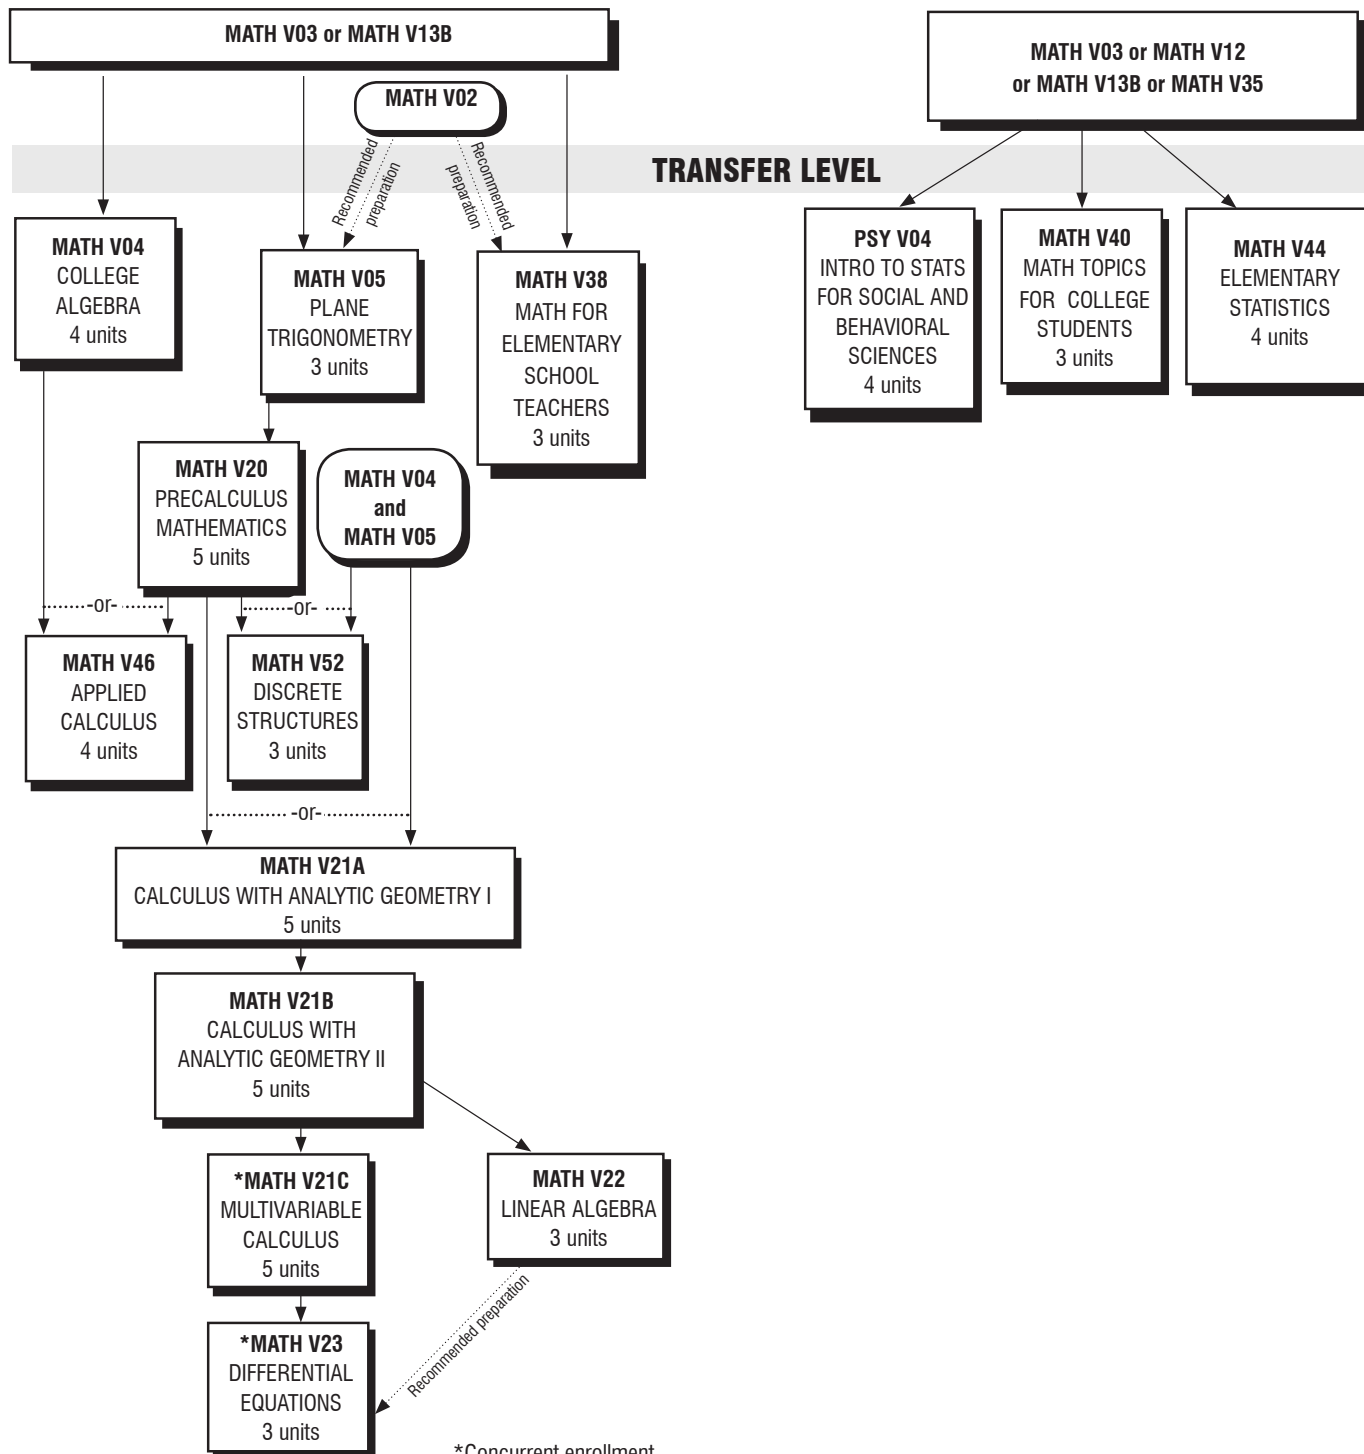 MATH V03 or MATH V13B
MATH V03 or MATH V12
or MATH V13B or MATH V35
MATH V02
Recommended
preparation
Recommended
preparation
TRANSFER LEVEL
MATH V04
COLLEGE
ALGEBRA
4 units
MATH V05
PLANE
TRIGONOMETRY
3 units
MATH V38
MATH FOR
ELEMENTARY
SCHOOL
TEACHERS
3 units
PSY V04
INTRO TO STATS
FOR SOCIAL AND
BEHAVIORAL
SCIENCES
4 units
MATH V40
MATH TOPICS
FOR COLLEGE
STUDENTS
3 units
MATH V44
ELEMENTARY
STATISTICS
4 units
MATH V20
PRECALCULUS
MATHEMATICS
5 units
MATH V04
and
MATH V05
-or-
-or-
MATH V46
APPLIED
CALCULUS
4 units
MATH V52
DISCRETE
STRUCTURES
3 units
-or-
MATH V21A
CALCULUS WITH ANALYTIC GEOMETRY I
5 units
MATH V21B
CALCULUS WITH
ANALYTIC GEOMETRY II
5 units
*MATH V21C
MULTIVARIABLE
CALCULUS
5 units
MATH V22
LINEAR ALGEBRA
3 units
Recommended preparation
*MATH V23
DIFFERENTIAL
EQUATIONS
3 units
*Concurrent enrollment